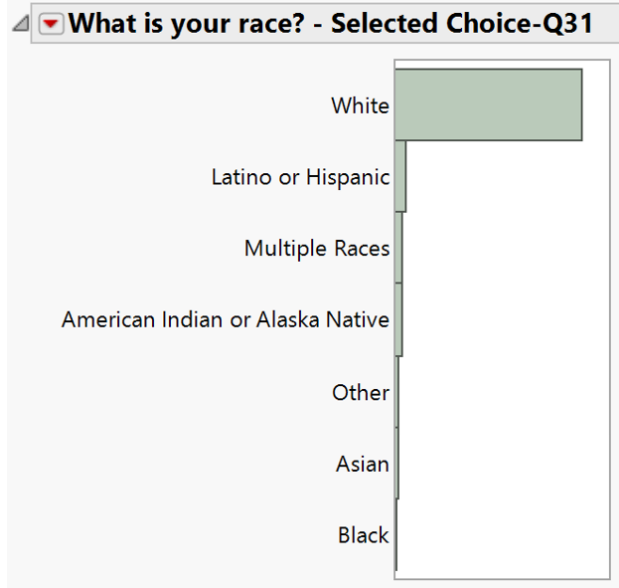 What is your race? - Selected Choice-Q31
White
Latino or Hispanic
Multiple Races
American Indian or Alaska Native
Other
Asian
Black